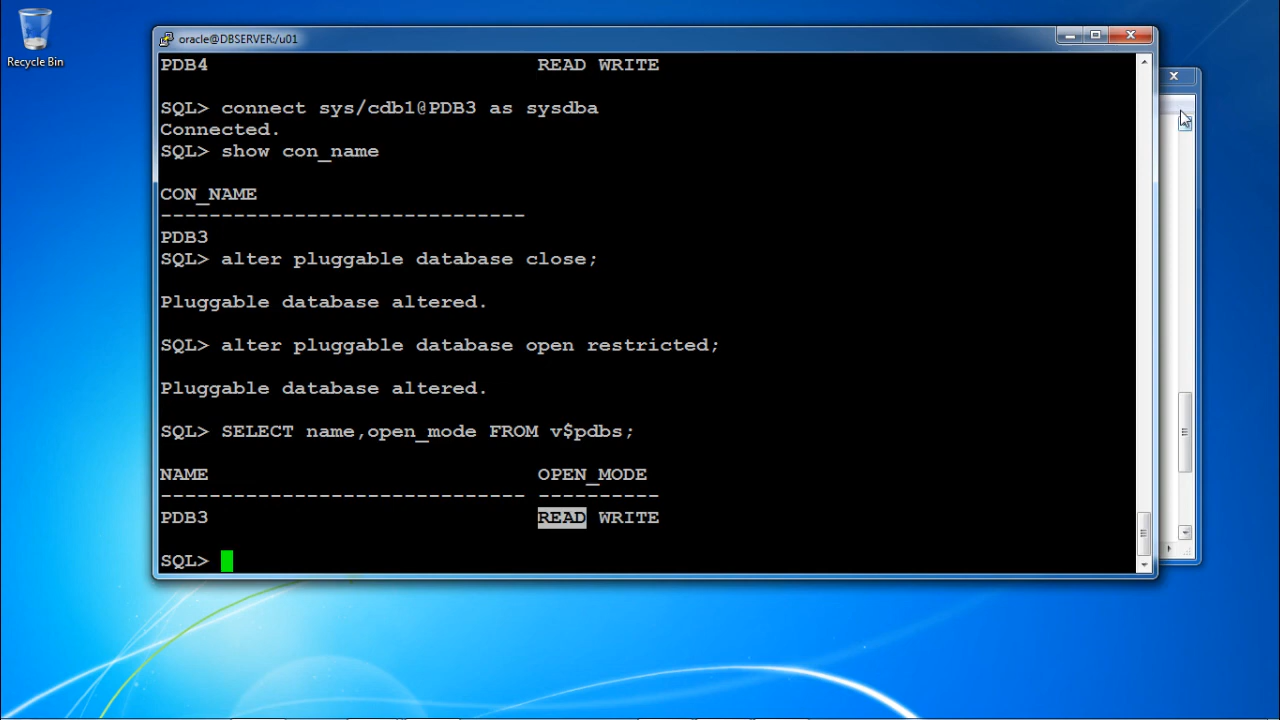 Recycle Bin
oracle@DBSERVER:/u01
PDB4 READ WRITE
SQL> connect sys/cdb1@PDB3 as sysdba
Connected.
SQL> show con_name
CON_NAME
------------------------------
PDB3
SQL> alter pluggable database close;
Pluggable database altered.
SQL> alter pluggable database open restricted;
Pluggable database altered.
SQL> SELECT name,open_mode FROM v$pdbs;
NAME OPEN_MODE
------------------------------ ----------
PDB3 READ WRITE
SQL>